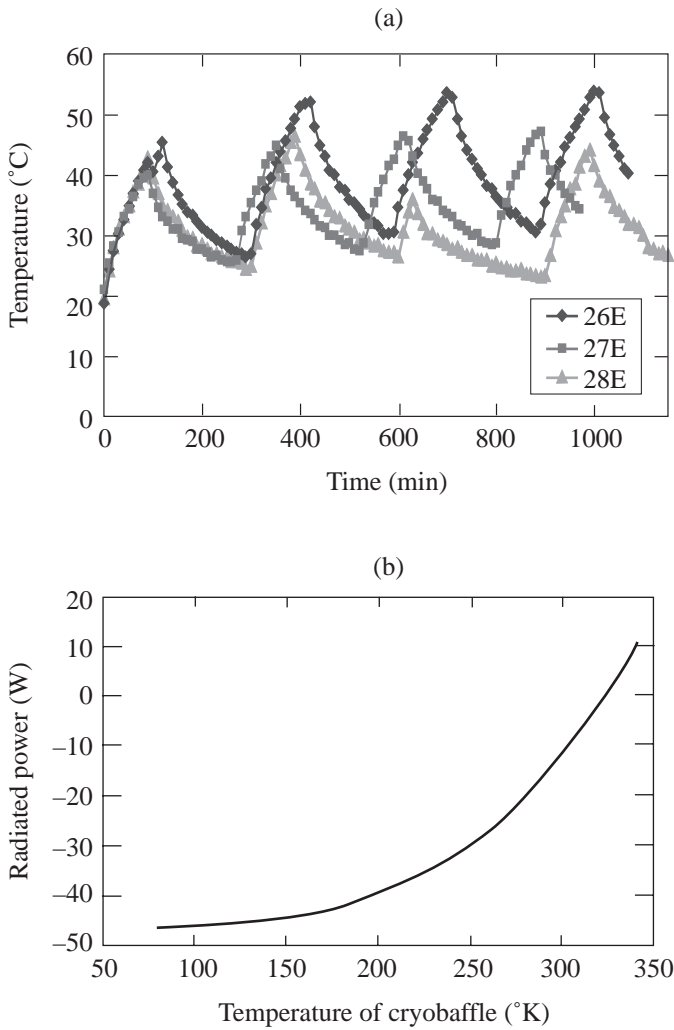 (a)
60
50
40
30
20
10
0
Temperature (˚C)
26E
27E
28E
0 200 400 600 800 1000
Time (min)
(b)
20
10
0
–10
–20
–30
–40
–50
Radiated power (W)
50 100 150 200 250 300 350
Temperature of cryobaffle (˚K)